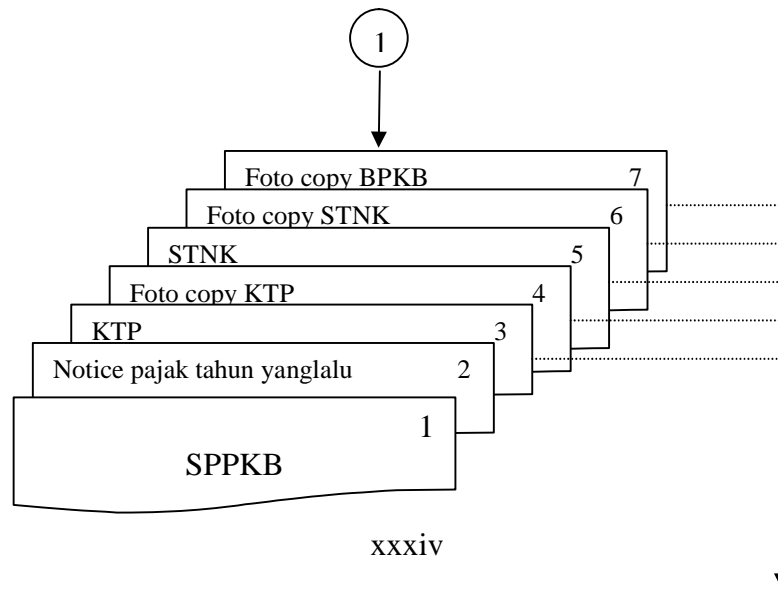 1
Foto copy BPKB 7
Foto copy STNK 6
STNK 5
Foto copy KTP 4
KTP 3
Notice pajak tahun yanglalu 2
1
SPPKB
xxxiv